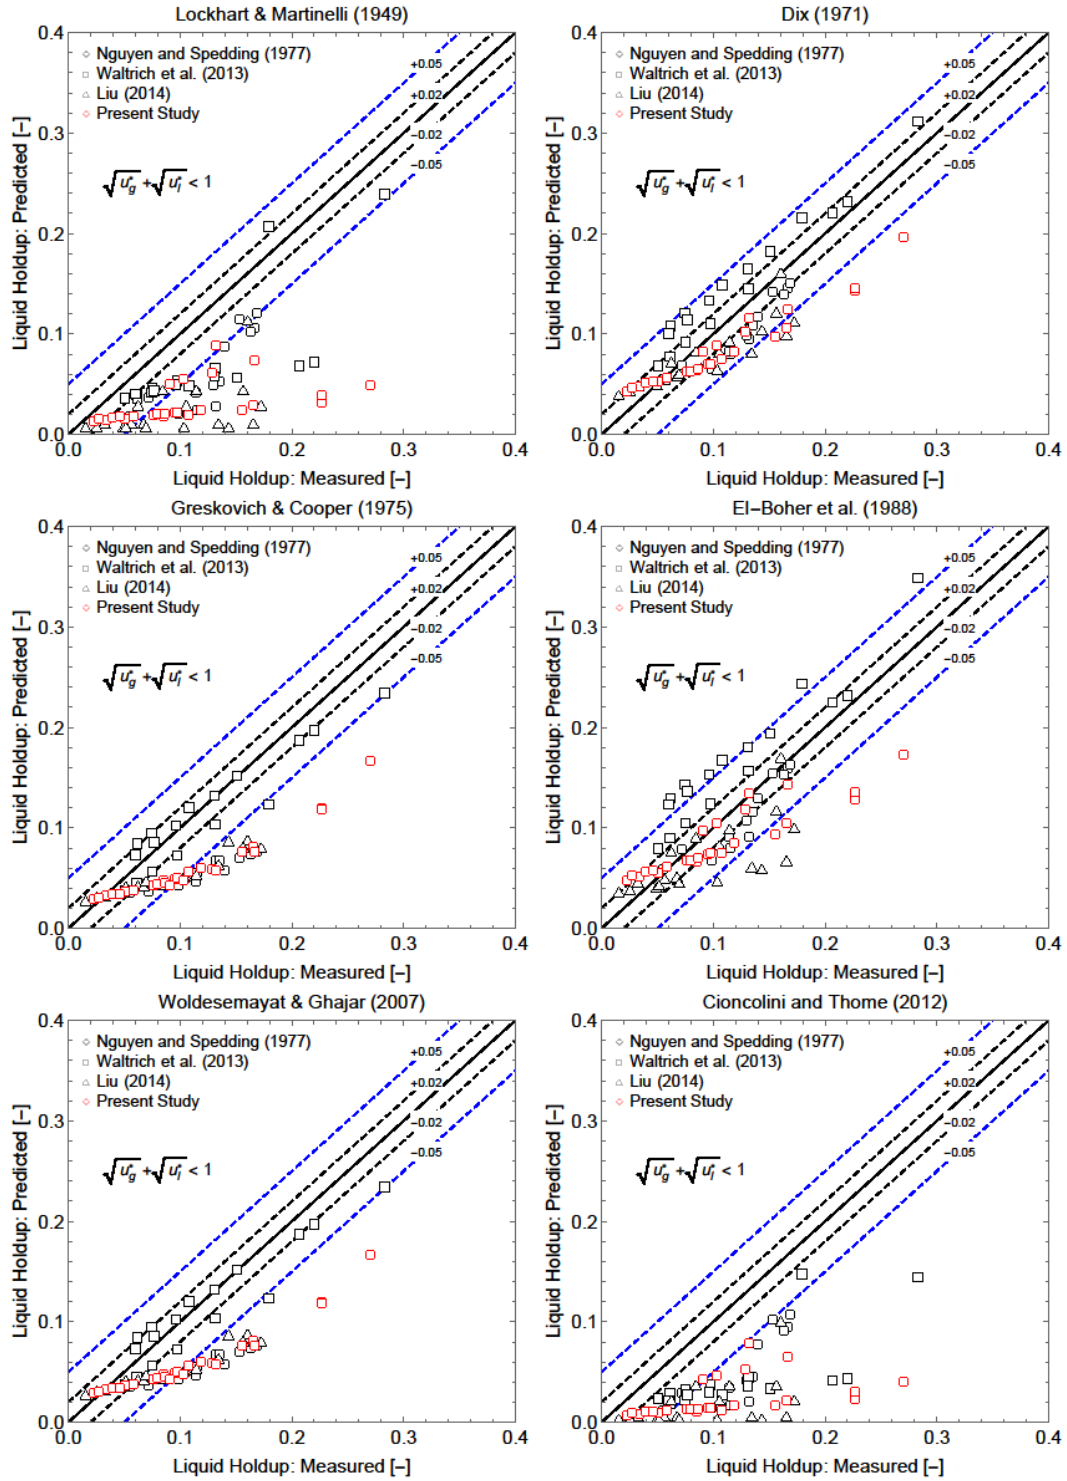 Lockhart & Martinelli (1949)
Liquid Holdup: Predicted [−]
0.4
0.3
0.2
0.1
0.0
◇ Nguyen and Spedding (1977)
□ Waltrich et al. (2013)
△ Liu (2014)
◇ Present Study
+0.05
+0.02
−0.02
−0.05
√u*g + √u*l < 1
0.0 0.1 0.2 0.3 0.4
Liquid Holdup: Measured [−]
Dix (1971)
Liquid Holdup: Predicted [−]
0.4
0.3
0.2
0.1
0.0
◇ Nguyen and Spedding (1977)
□ Waltrich et al. (2013)
△ Liu (2014)
◇ Present Study
+0.05
+0.02
−0.02
−0.05
√u*g + √u*l < 1
0.0 0.1 0.2 0.3 0.4
Liquid Holdup: Measured [−]
Greskovich & Cooper (1975)
Liquid Holdup: Predicted [−]
0.4
0.3
0.2
0.1
0.0
◇ Nguyen and Spedding (1977)
□ Waltrich et al. (2013)
△ Liu (2014)
◇ Present Study
+0.05
+0.02
−0.02
−0.05
√u*g + √u*l < 1
0.0 0.1 0.2 0.3 0.4
Liquid Holdup: Measured [−]
El−Boher et al. (1988)
Liquid Holdup: Predicted [−]
0.4
0.3
0.2
0.1
0.0
◇ Nguyen and Spedding (1977)
□ Waltrich et al. (2013)
△ Liu (2014)
◇ Present Study
+0.05
+0.02
−0.02
−0.05
√u*g + √u*l < 1
0.0 0.1 0.2 0.3 0.4
Liquid Holdup: Measured [−]
Woldesemayat & Ghajar (2007)
Liquid Holdup: Predicted [−]
0.4
0.3
0.2
0.1
0.0
◇ Nguyen and Spedding (1977)
□ Waltrich et al. (2013)
△ Liu (2014)
◇ Present Study
+0.05
+0.02
−0.02
−0.05
√u*g + √u*l < 1
0.0 0.1 0.2 0.3 0.4
Liquid Holdup: Measured [−]
Cioncolini and Thome (2012)
Liquid Holdup: Predicted [−]
0.4
0.3
0.2
0.1
0.0
◇ Nguyen and Spedding (1977)
□ Waltrich et al. (2013)
△ Liu (2014)
◇ Present Study
+0.05
+0.02
−0.02
−0.05
√u*g + √u*l < 1
0.0 0.1 0.2 0.3 0.4
Liquid Holdup: Measured [−]